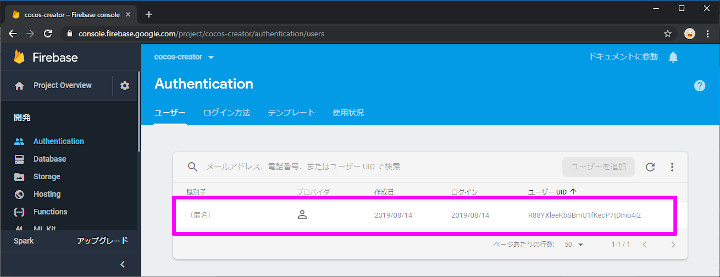 cocos-creator – Firebase console
console.firebase.google.com/project/cocos-creator/authentication/users
Firebase
cocos-creator
ドキュメントに移動
Project Overview
Authentication
開発
ユーザー ログイン方法 テンプレート 使用状況
Authentication
Database
Storage
Hosting
Functions
ML Kit
Spark アップグレード
メールアドレス、電話番号、またはユーザー UID で検索
ユーザーを追加
識別子 プロバイダ 作成日 ログイン ユーザー UID
(匿名) 2019/08/14 2019/08/14
ページあたりの行数: 50 1-1 / 1